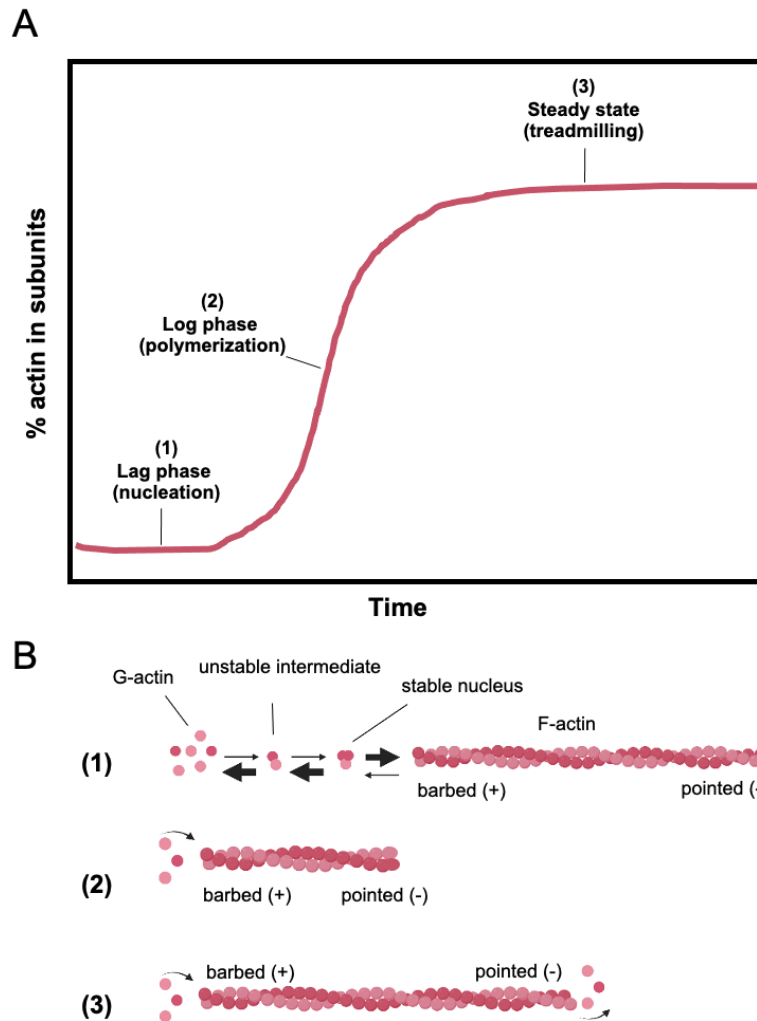 A
(3)
Steady state
(treadmilling)
(2)
Log phase
(polymerization)
(1)
Lag phase
(nucleation)
% actin in subunits
Time
B
unstable intermediate
G-actin
stable nucleus
F-actin
(1)
barbed (+)
pointed (-
(2)
barbed (+)
pointed (-)
barbed (+)
pointed (-)
(3)